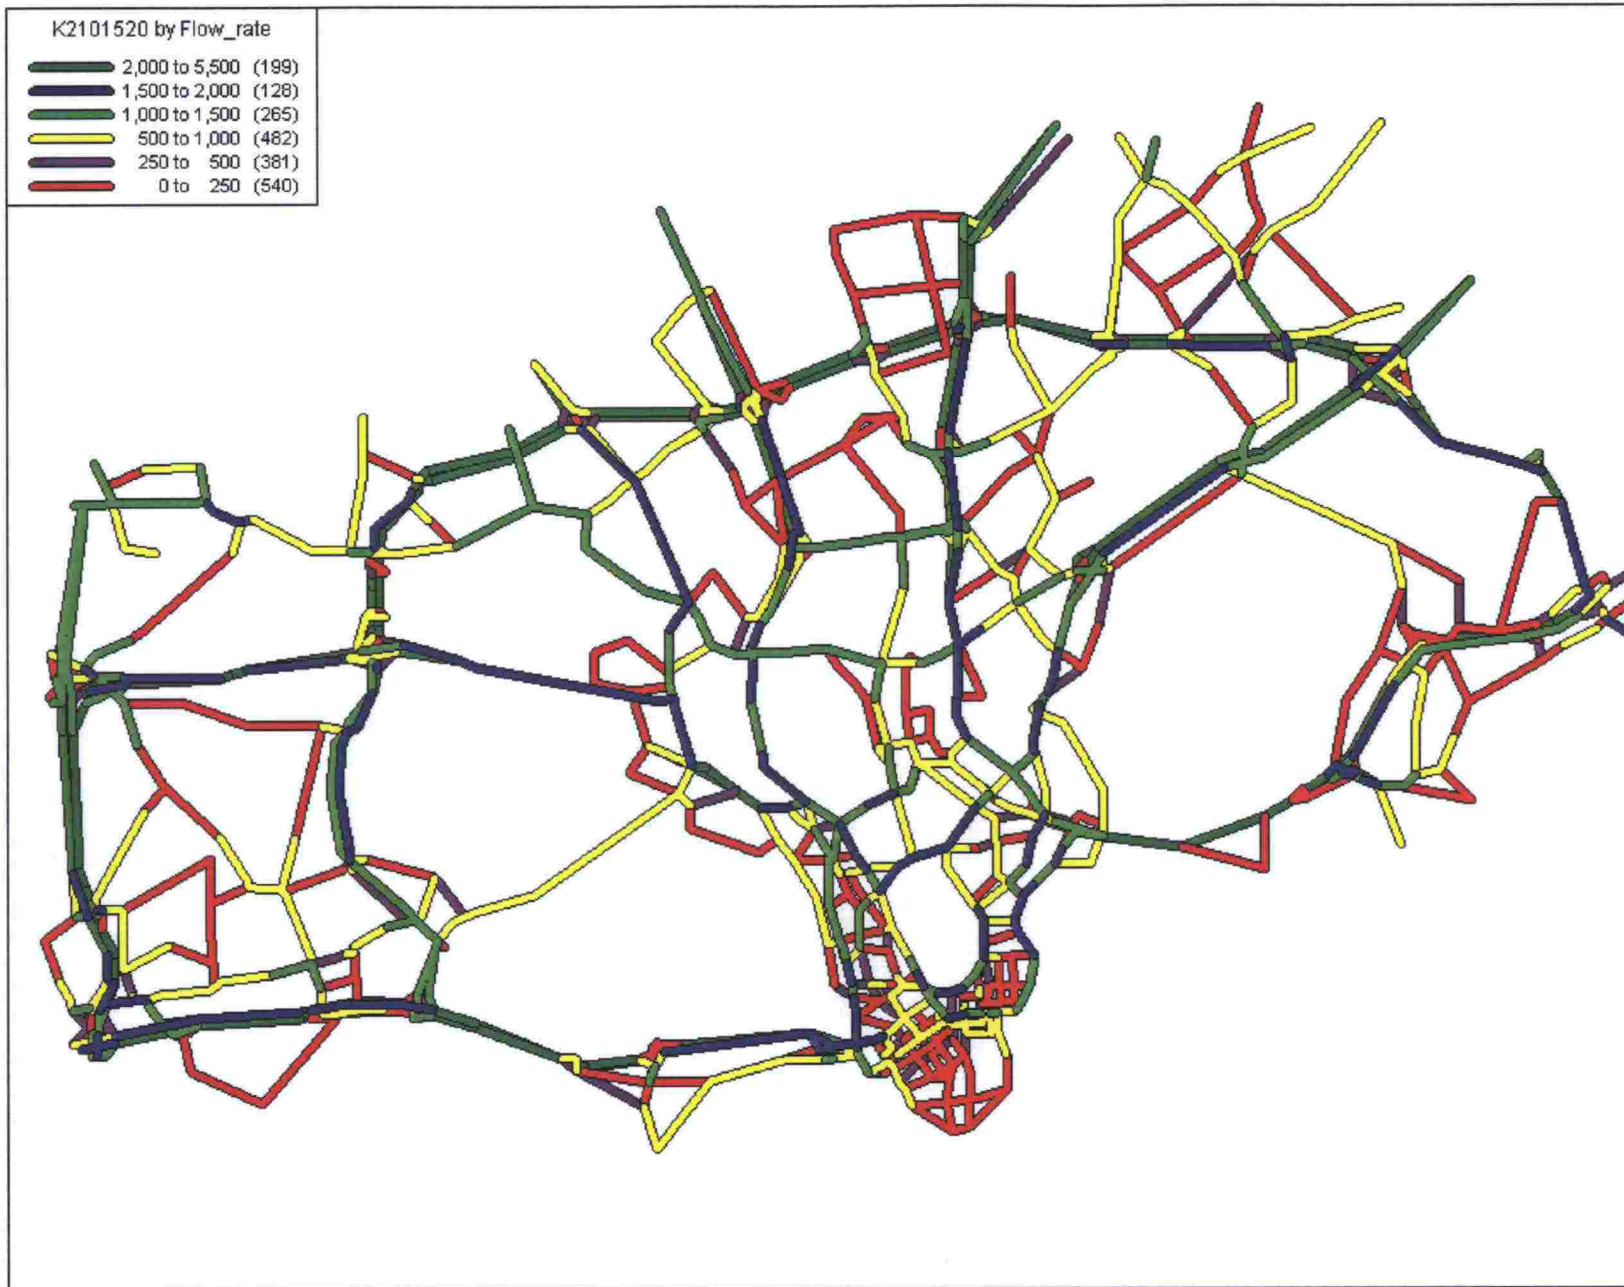 K2101520 by Flow_rate
2,000 to 5,500 (199)
1,500 to 2,000 (128)
1,000 to 1,500 (265)
500 to 1,000 (482)
250 to 500 (381)
0 to 250 (540)